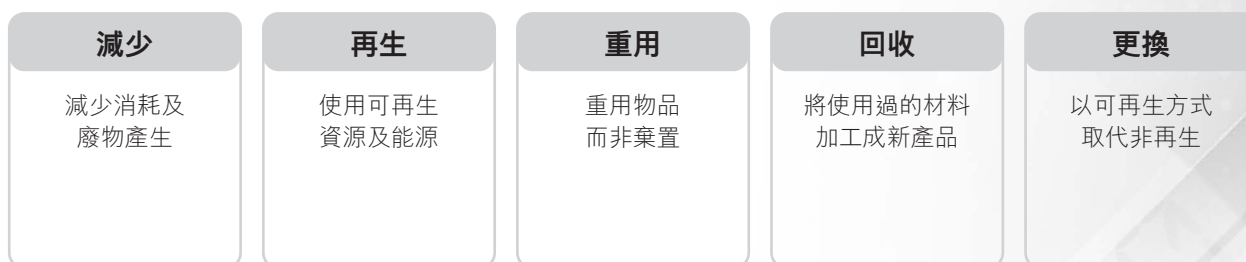 減少
減少消耗及
廢物產生
再生
使用可再生
資源及能源
重用
重用物品
而非棄置
回收
將使用過的材料
加工成新產品
更換
以可再生方式
取代非再生